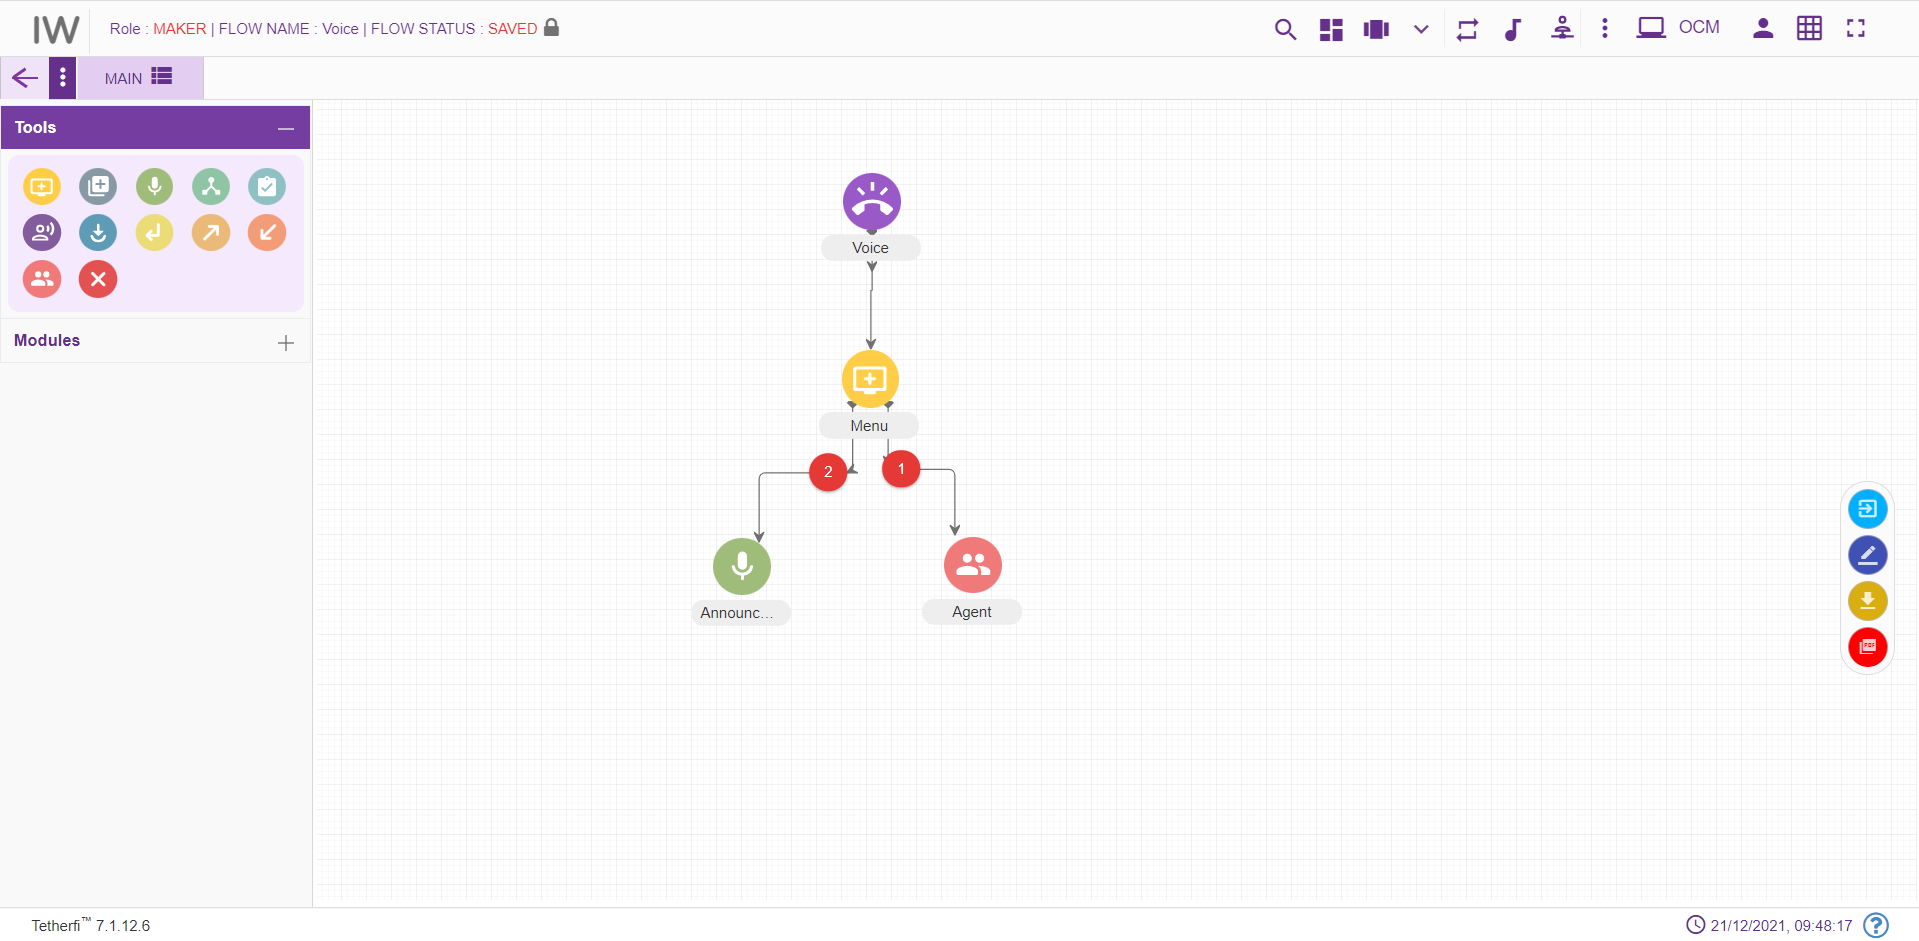 IW
Role : MAKER | FLOW NAME : Voice | FLOW STATUS : SAVED
OCM
MAIN
Tools
Modules
Voice
Menu
2
1
Announc...
Agent
PDF
Tetherfi™ 7.1.12.6
21/12/2021, 09:48:17
?